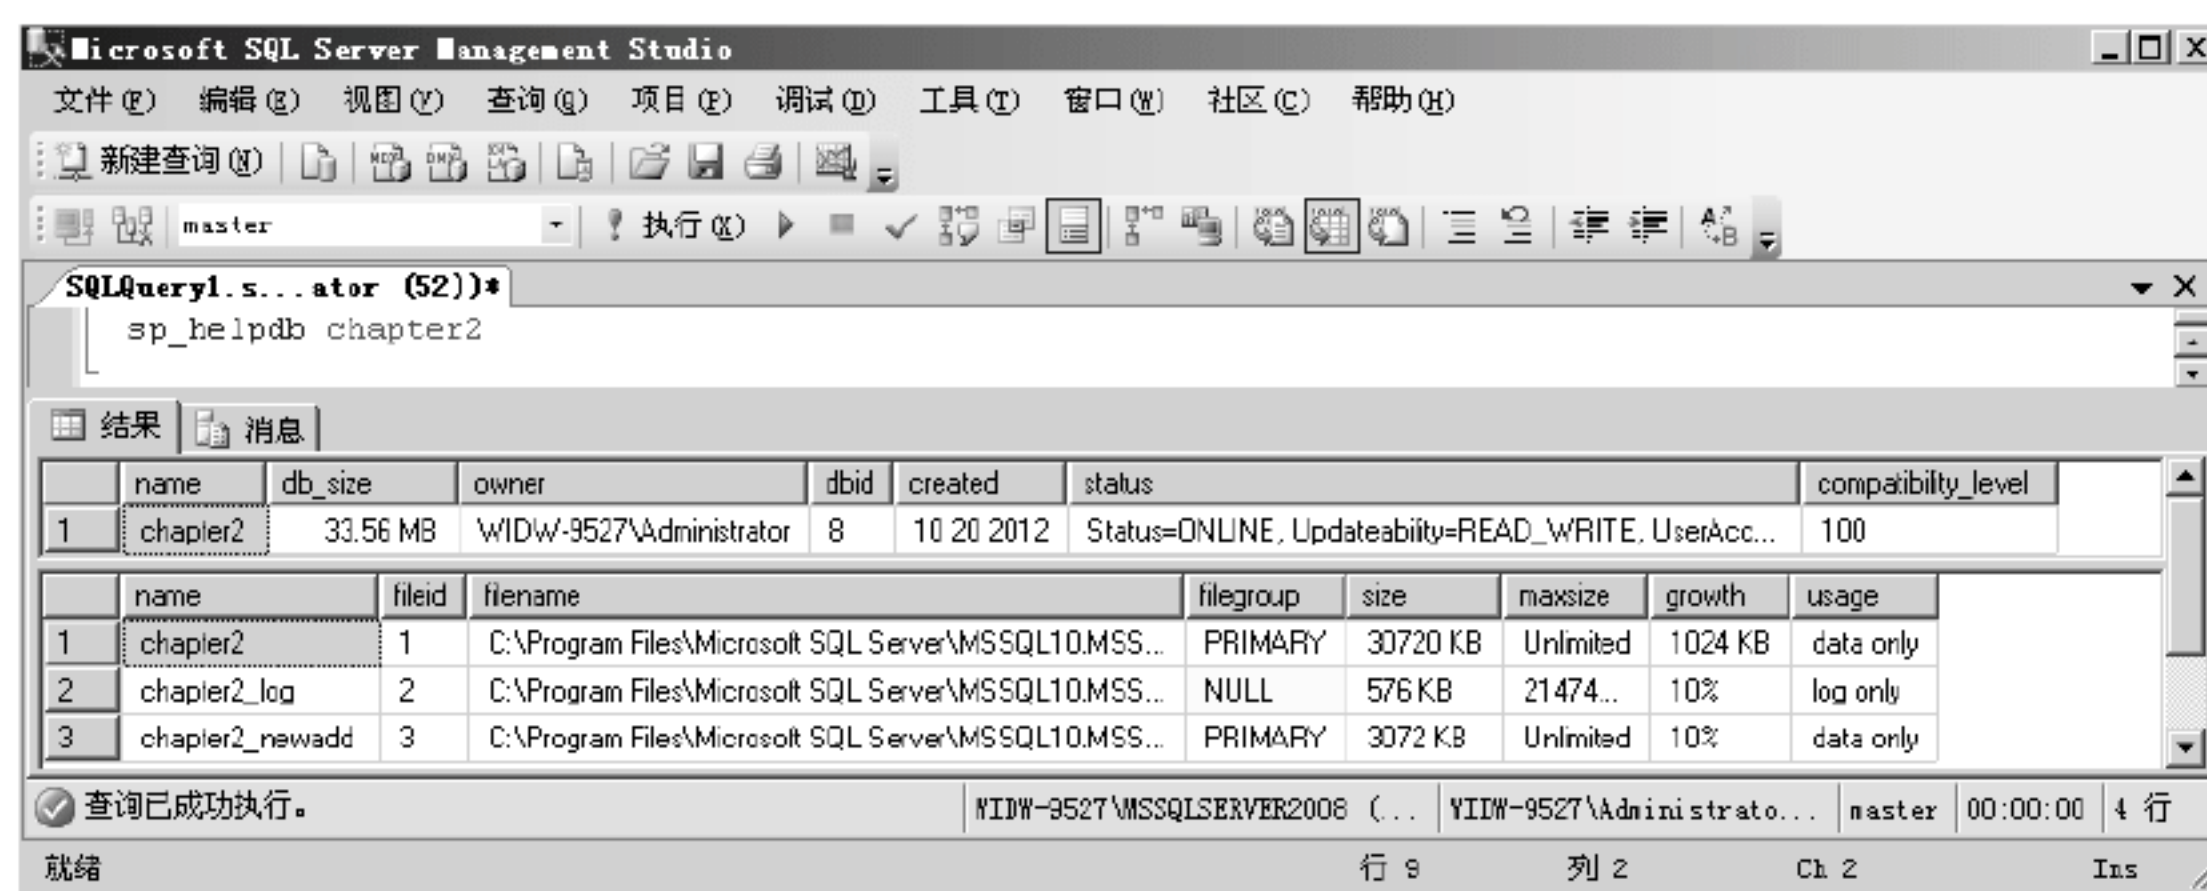 Microsoft SQL Server Management Studio
文件(F) 编辑(E) 视图(V) 查询(Q) 项目(P) 调试(D) 工具(T) 窗口(W) 社区(C) 帮助(H)
新建查询(N)
master 执行(X)
SQLQuery1.s...ator (52))*
sp_helpdb chapter2
结果 消息
name db_size owner dbid created status compatibility_level
1 chapter2 33.56 MB WIDW-9527\Administrator 8 10 20 2012 Status=ONLINE, Updateability=READ_WRITE, UserAcc... 100
name fileid filename filegroup size maxsize growth usage
1 chapter2 1 C:\Program Files\Microsoft SQL Server\MSSQL10.MSS... PRIMARY 30720 KB Unlimited 1024 KB data only
2 chapter2_log 2 C:\Program Files\Microsoft SQL Server\MSSQL10.MSS... NULL 576 KB 21474... 10% log only
3 chapter2_newadd 3 C:\Program Files\Microsoft SQL Server\MSSQL10.MSS... PRIMARY 3072 KB Unlimited 10% data only
查询已成功执行。 WIDW-9527\MSSQLSERVER2008 (... WIDW-9527\Administrato... master 00:00:00 4 行
就绪 行 9 列 2 Ch 2 Ins